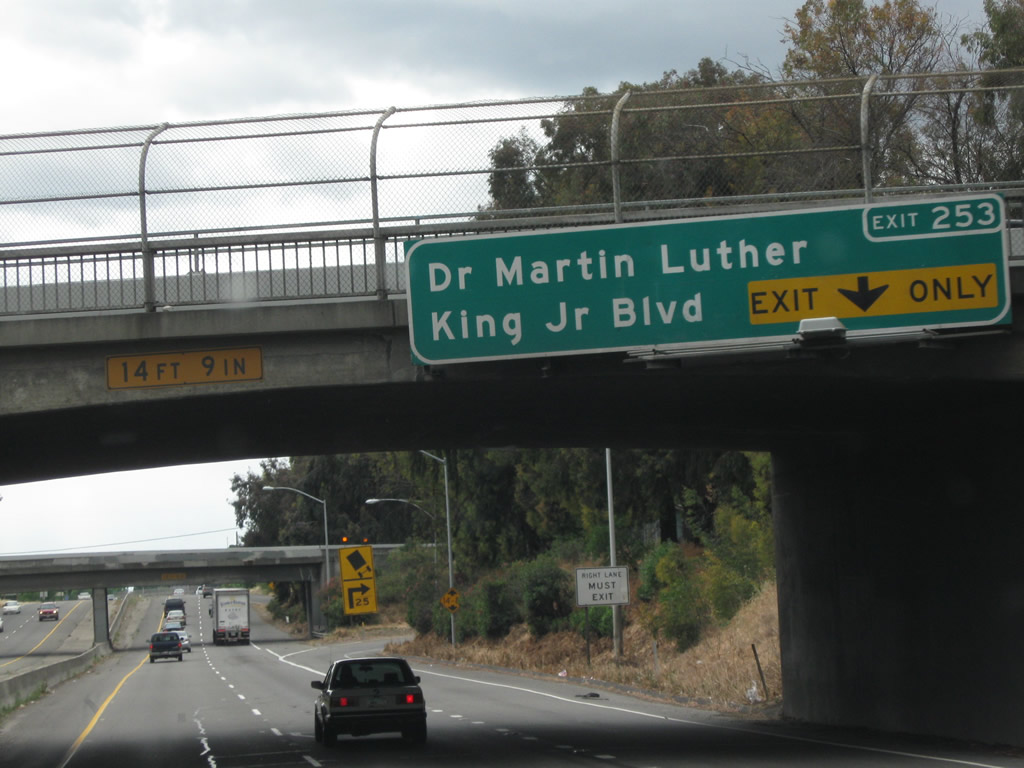 EXIT 253
Dr Martin Luther
King Jr Blvd
EXIT ONLY
14 FT 9 IN
RIGHT LANE
MUST
EXIT
25